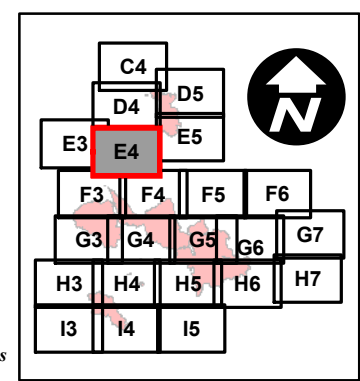 C4
D4 D5
E3 E4 E5
F3 F4 F5 F6
G3 G4 G5 G6 G7
H3 H4 H5 H6 H7
I3 I4 I5
N
s